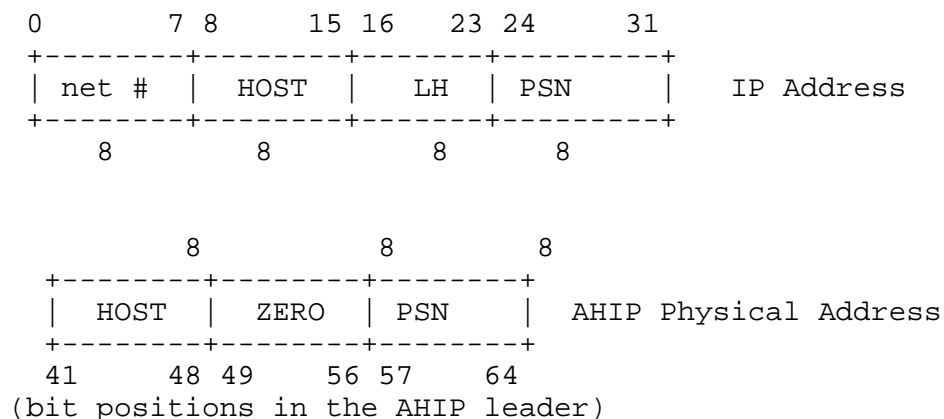 0        7 8      15 16    23 24      31
+--------+---------+--------+---------+
| net #  |  HOST   |   LH   | PSN     |   IP Address
+--------+---------+--------+---------+
    8         8          8      8
         8          8         8
+--------+---------+--------+
|  HOST  |  ZERO   | PSN    |  AHIP Physical Address
+--------+---------+--------+
41      48 49     56 57    64
(bit positions in the AHIP leader)